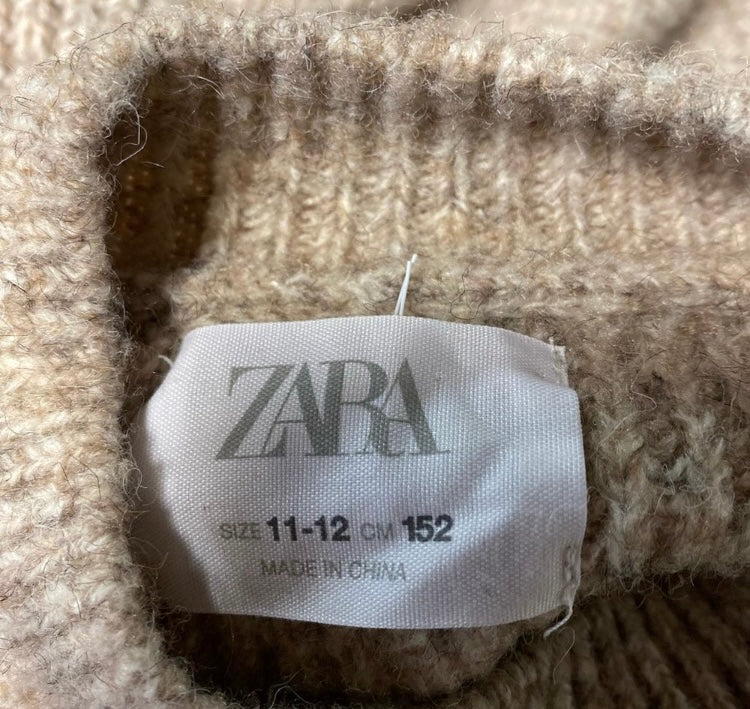 ZARA
SIZE 11-12 CM 152
MADE IN CHINA